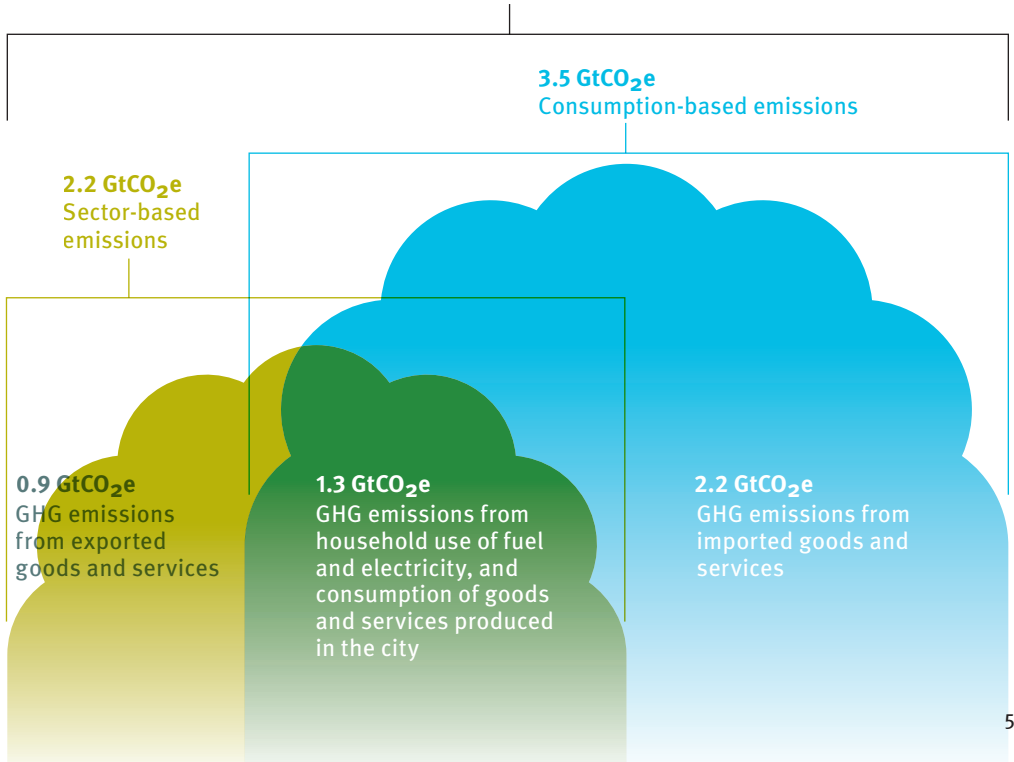 3.5 GtCO₂e
Consumption-based emissions
2.2 GtCO₂e
Sector-based
emissions
0.9 GtCO₂e
GHG emissions
from exported
goods and services
1.3 GtCO₂e
GHG emissions from
household use of fuel
and electricity, and
consumption of goods
and services produced
in the city
2.2 GtCO₂e
GHG emissions from
imported goods and
services
5